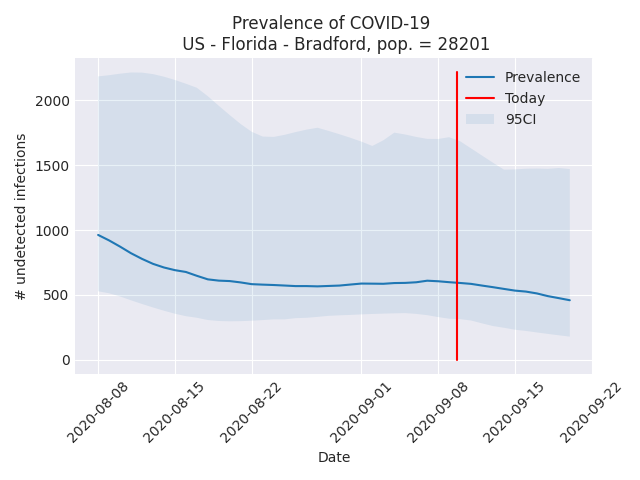 Prevalence of COVID-19
US - Florida - Bradford, pop. = 28201
Prevalence
Today
95CI
# undetected infections
2000
1500
1000
500
0
2020-08-08
2020-08-15
2020-08-22
2020-09-01
2020-09-08
2020-09-15
2020-09-22
Date